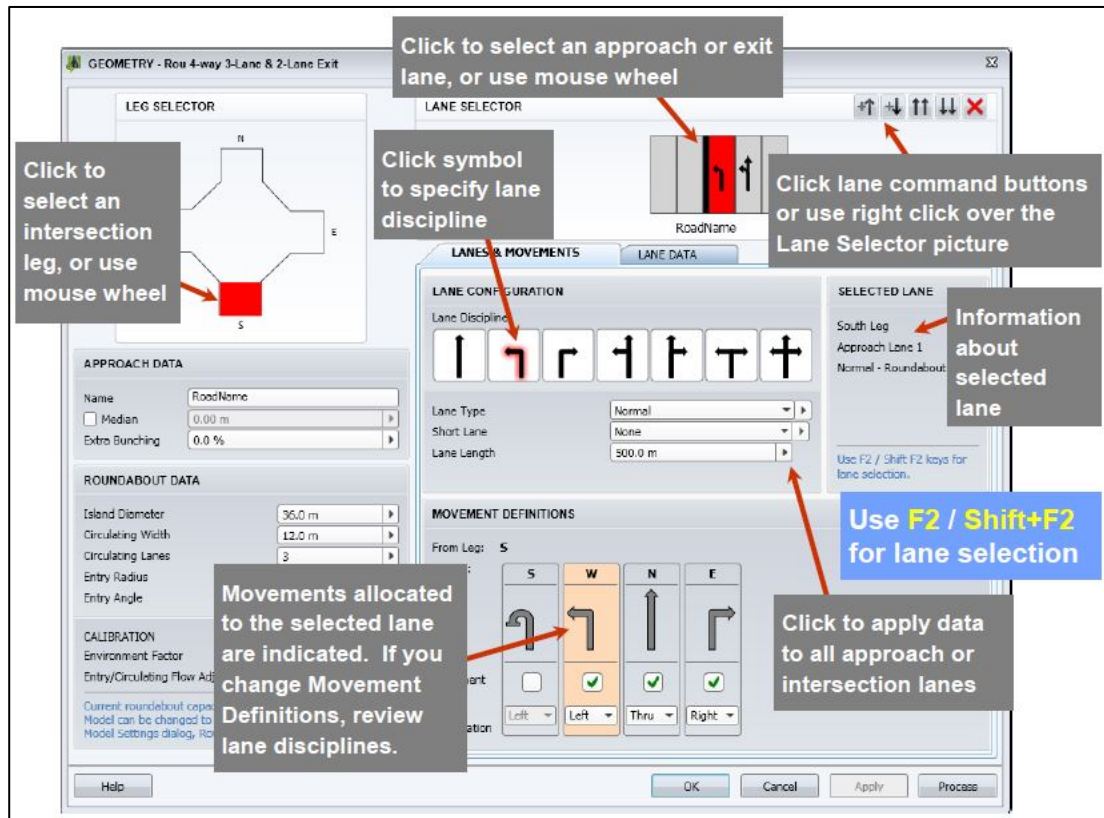 GEOMETRY - Rou 4-way 3-Lane & 2-Lane Exit
Click to select an approach or exit
lane, or use mouse wheel
LEG SELECTOR
N
E
S
Click to
select an
intersection
leg, or use
mouse wheel
LANE SELECTOR
RoadName
Click symbol
to specify lane
discipline
Click lane command buttons
or use right click over the
Lane Selector picture
LANES & MOVEMENTS
LANE DATA
APPROACH DATA
Name RoadName
Median 0.00 m
Extra Bunching 0.0 %
ROUNDABOUT DATA
Island Diameter 36.0 m
Circulating Width 12.0 m
Circulating Lanes 3
Entry Radius
Entry Angle
CALIBRATION
Environment Factor
Entry/Circulating Flow Adj
Current roundabout capac
Model can be changed to
Model Settings dialog, Ro
LANE CONFIGURATION
Lane Discipline
Lane Type Normal
Short Lane None
Lane Length 500.0 m
SELECTED LANE
South Leg
Approach Lane 1
Normal - Roundabout
Use F2 / Shift F2 keys for
lane selection.
Information
about
selected
lane
Use F2 / Shift+F2
for lane selection
MOVEMENT DEFINITIONS
From Leg: S
S W N E
Left Left Thru Right
Movements allocated
to the selected lane
are indicated. If you
change Movement
Definitions, review
lane disciplines.
Click to apply data
to all approach or
intersection lanes
Help
OK
Cancel
Apply
Process